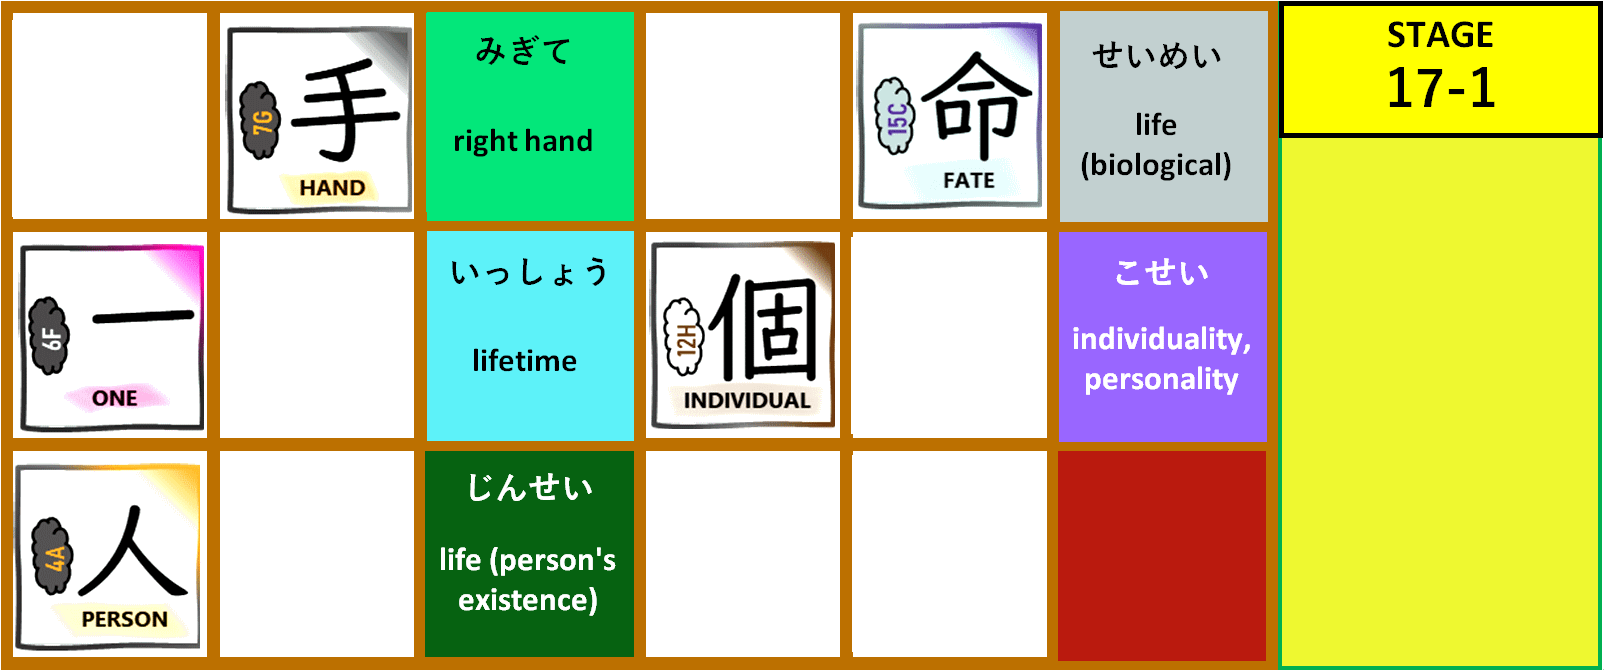 手
7G
HAND
みぎて
right hand
命
15C
FATE
せいめい
life
(biological)
STAGE
17-1
一
6F
ONE
いっしょう
lifetime
個
12H
INDIVIDUAL
こせい
individuality,
personality
人
4A
PERSON
じんせい
life (person's
existence)